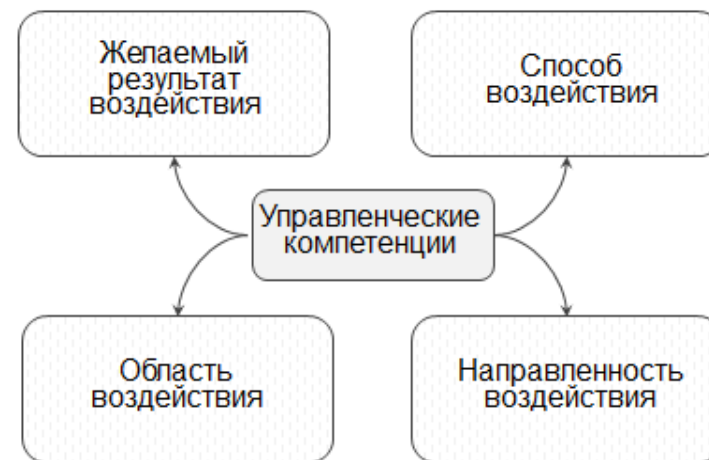 Желаемый
результат
воздействия
Способ
воздействия
Управленческие
компетенции
Область
воздействия
Направленность
воздействия